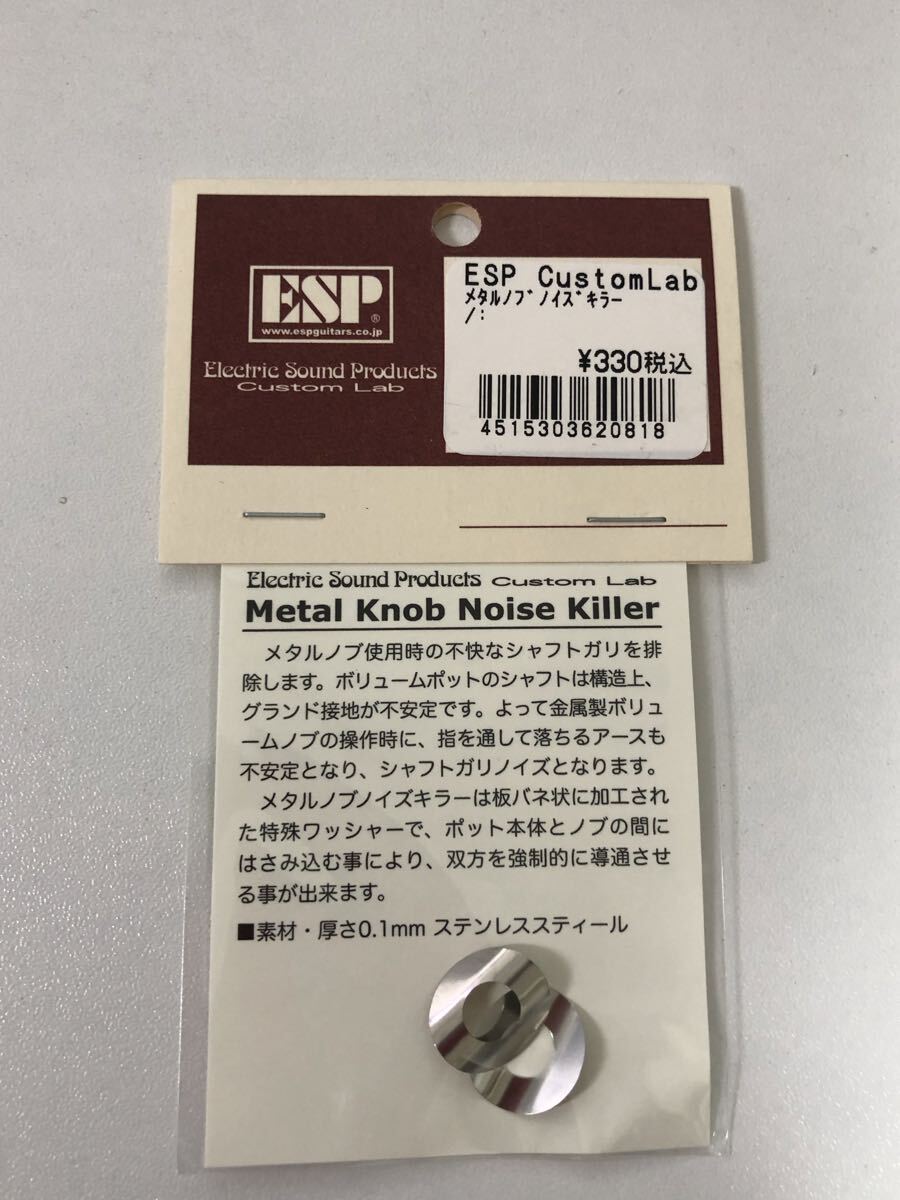 ESP®
www.espguitars.co.jp
Electric Sound Products
Custom Lab
ESP CustomLab
ﾒﾀﾙﾉﾌﾞﾉｲｽﾞｷﾗｰ
/:
¥330税込
4515303620818
Electric Sound Products Custom Lab
Metal Knob Noise Killer
メタルノブ使用時の不快なシャフトガリを排
除します。ボリュームポットのシャフトは構造上、
グランド接地が不安定です。よって金属製ボリュ
ームノブの操作時に、指を通して落ちるアースも
不安定となり、シャフトガリノイズとなります。
メタルノブノイズキラーは板バネ状に加工され
た特殊ワッシャーで、ポット本体とノブの間に
はさみ込む事により、双方を強制的に導通させ
る事が出来ます。
■素材・厚さ0.1mm ステンレススティール